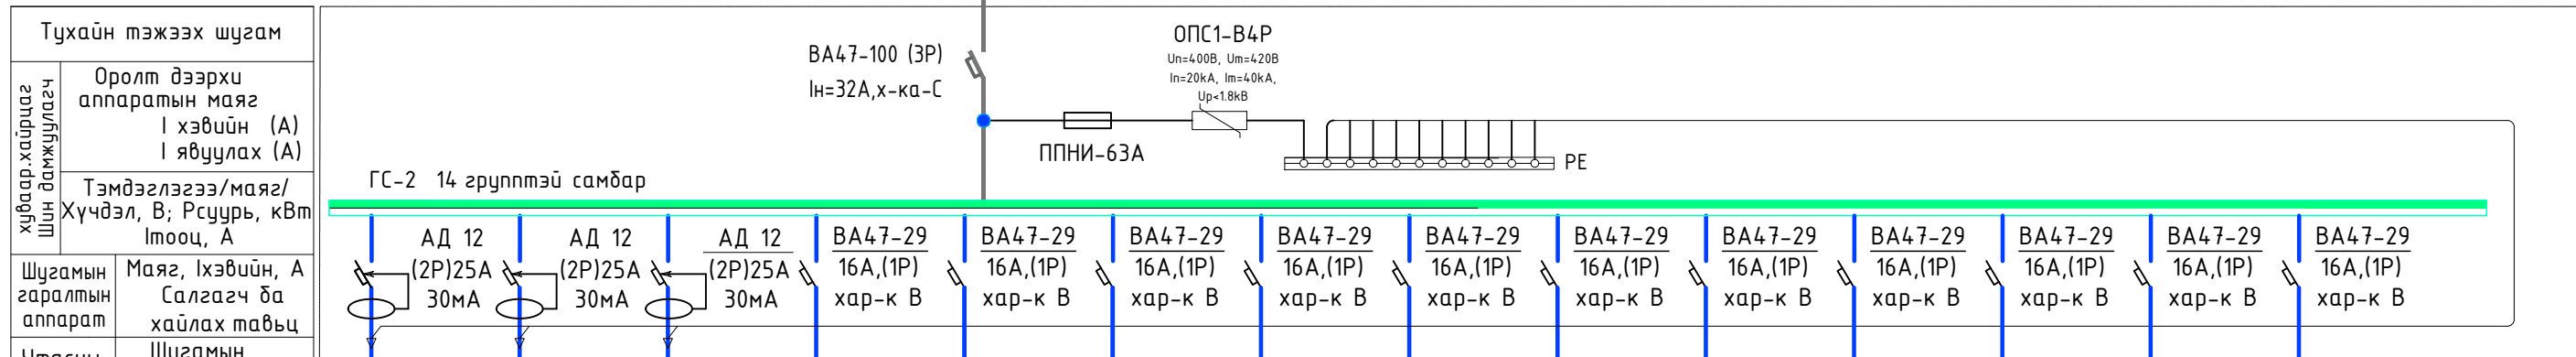 Тухайн тэжээх шугам
хуваар.хайрцаг
Шин дамжуулагч
Оролт дээрхи
аппаратын маяг
I хэвийн (А)
I явуулах (А)
Тэмдэглэгээ/маяг/
Хүчдэл, В; Рсуурь, кВт
Iтооц, А
Шугамын
гаралтын
аппарат
Маяг, Iхэвийн, А
Салгагч ба
хайлах тавьц
Шугамын
ВА47-100 (3Р)
Iн=32А,х-ка-С
ОПС1-В4Р
Un=400В, Um=420В
In=20kA, Im=40kA,
Up<1.8kВ
ППНИ-63А
РЕ
ГС-2 14 групптэй самбар
АД 12
(2Р)25А
30мА
АД 12
(2Р)25А
30мА
АД 12
(2Р)25А
30мА
ВА47-29
16А,(1Р)
хар-к В
ВА47-29
16А,(1Р)
хар-к В
ВА47-29
16А,(1Р)
хар-к В
ВА47-29
16А,(1Р)
хар-к В
ВА47-29
16А,(1Р)
хар-к В
ВА47-29
16А,(1Р)
хар-к В
ВА47-29
16А,(1Р)
хар-к В
ВА47-29
16А,(1Р)
хар-к В
ВА47-29
16А,(1Р)
хар-к В
ВА47-29
16А,(1Р)
хар-к В
ВА47-29
16А,(1Р)
хар-к В